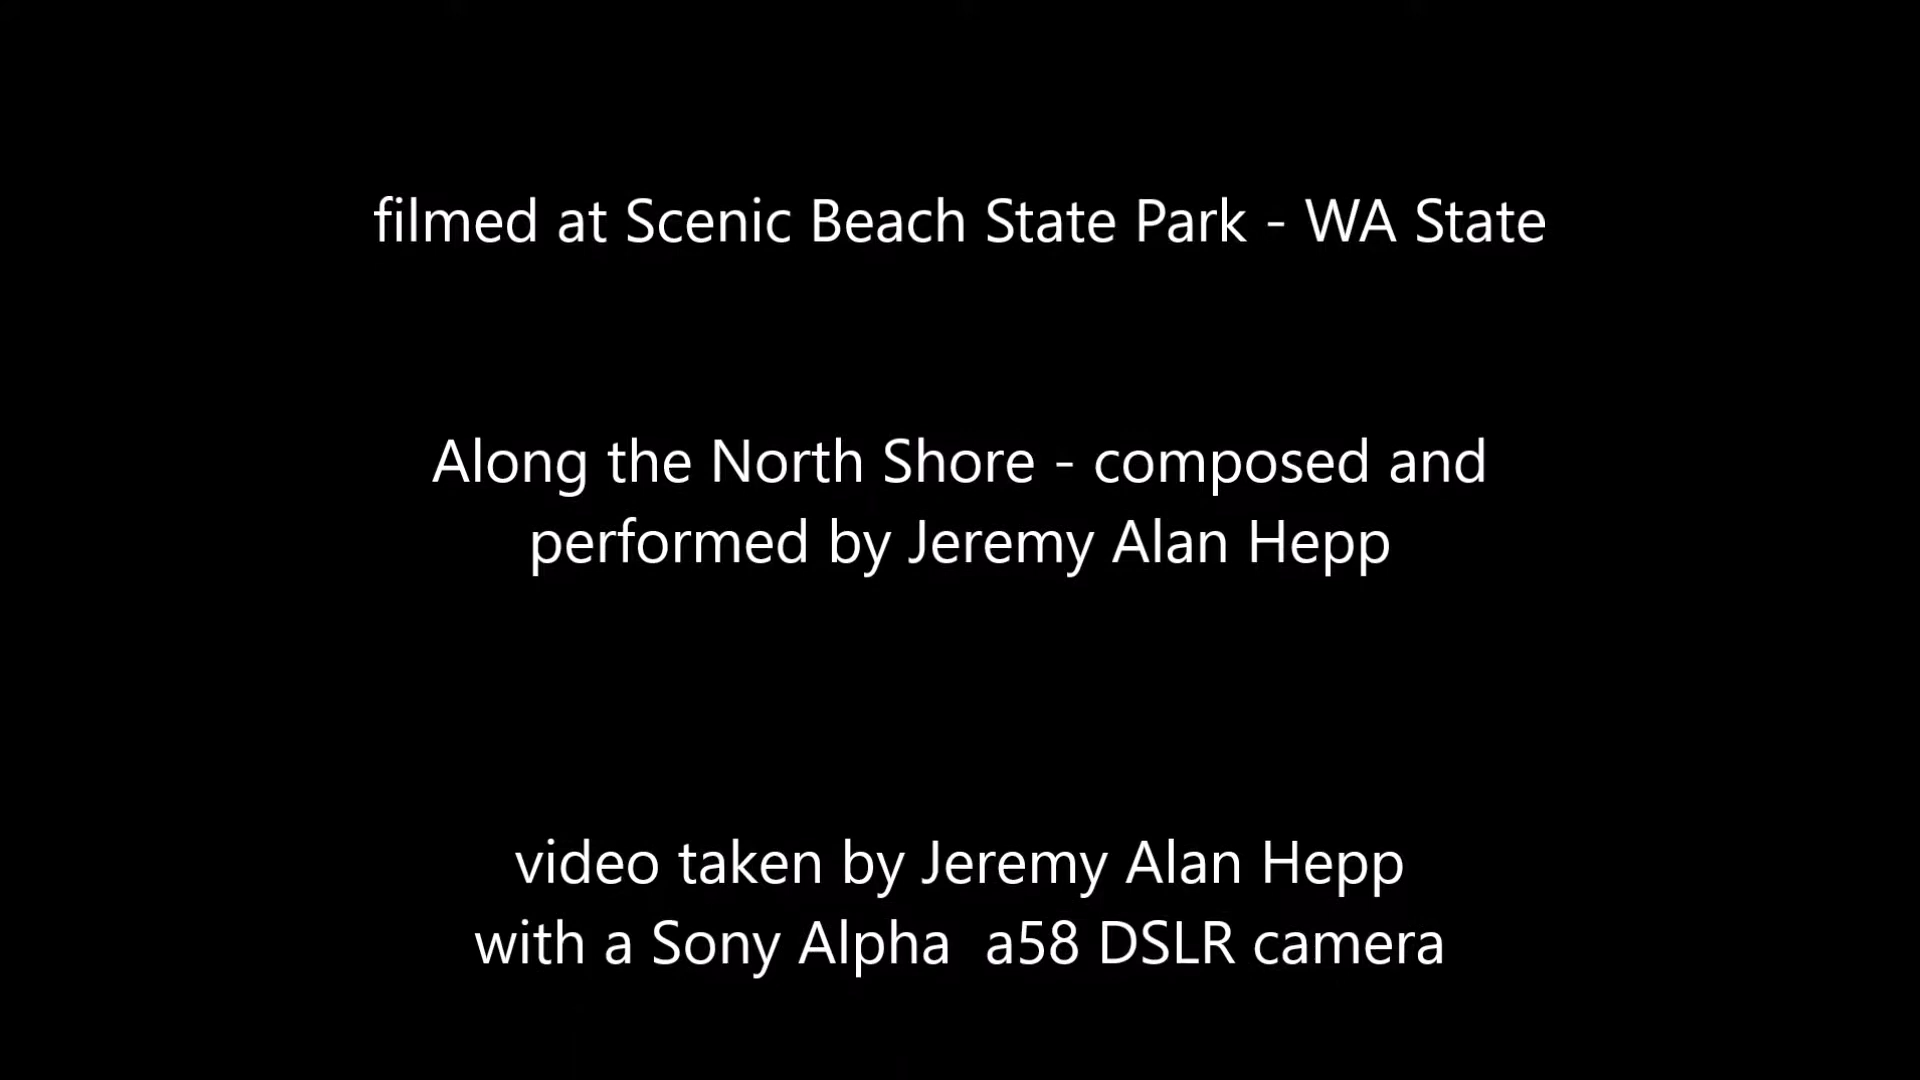 filmed at Scenic Beach State Park - WA State
Along the North Shore - composed and
performed by Jeremy Alan Hepp
video taken by Jeremy Alan Hepp
with a Sony Alpha  a58 DSLR camera